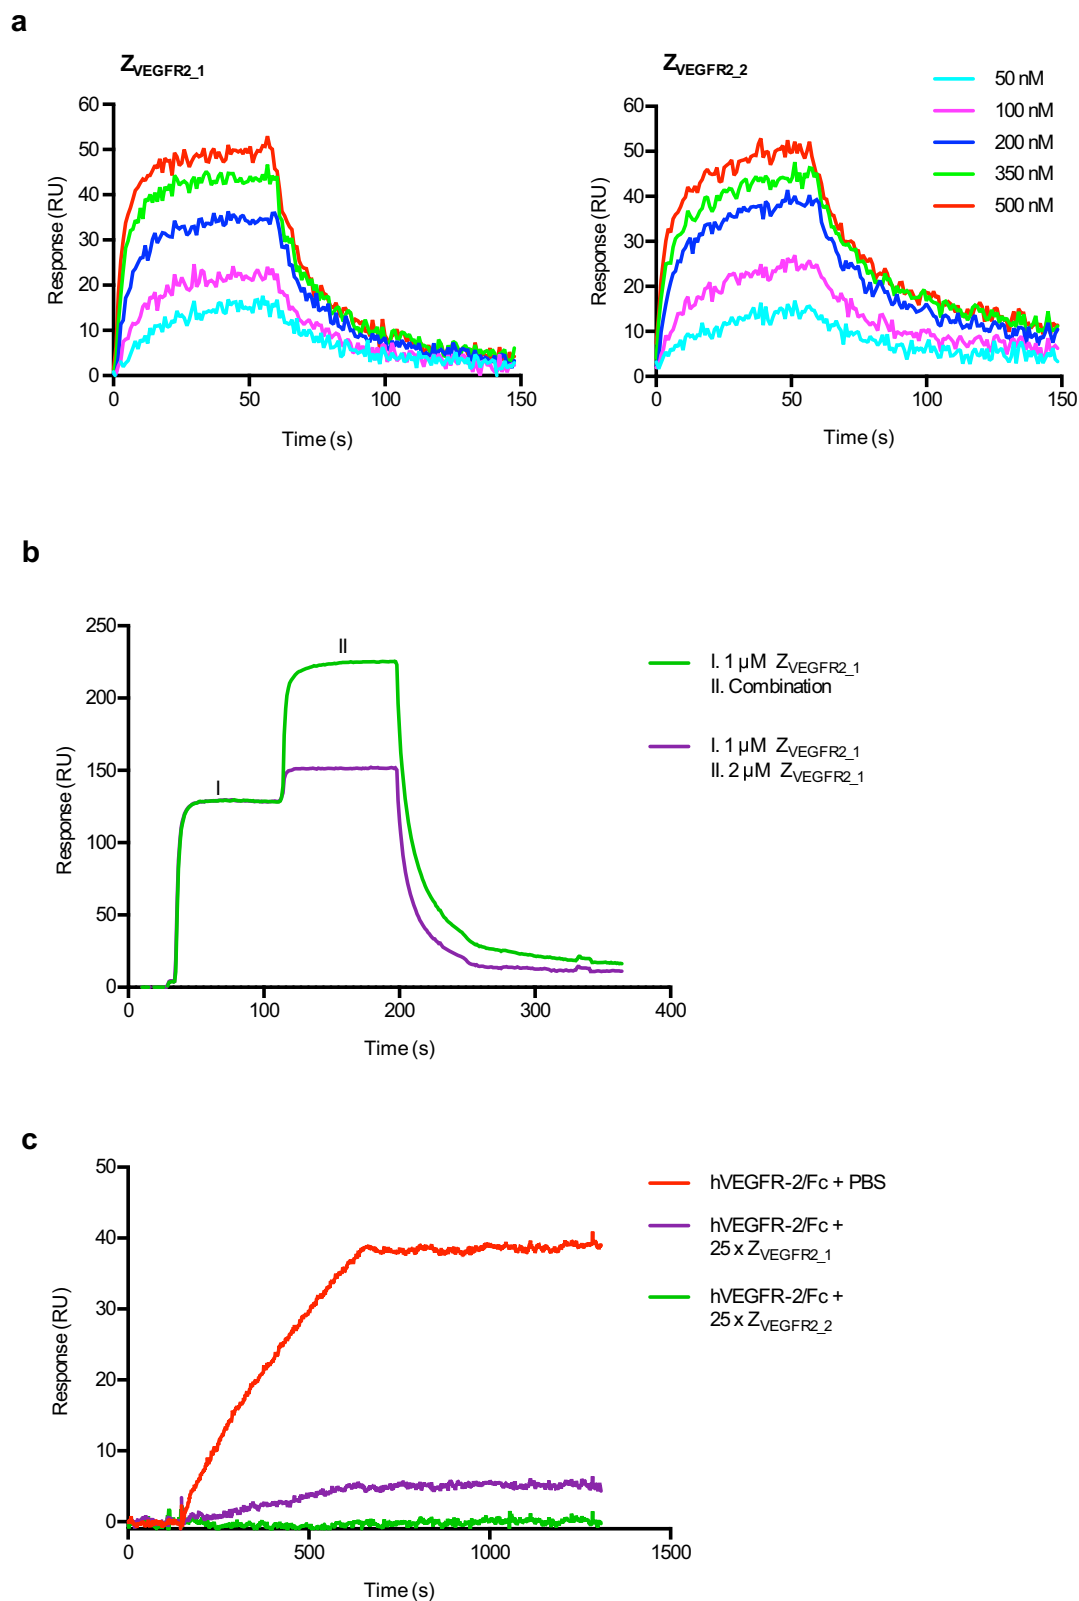 a
ZVEGFR2_1
60
50
40
30
20
10
0
0
50
100
150
Response (RU)
Time (s)
ZVEGFR2_2
60
50
40
30
20
10
0
0
50
100
150
Response (RU)
Time (s)
50 nM
100 nM
200 nM
350 nM
500 nM
b
250
200
150
100
50
0
0
100
200
300
400
Response (RU)
Time (s)
I
II
I. 1 µM ZVEGFR2_1
II. Combination
I. 1 µM ZVEGFR2_1
II. 2 µM ZVEGFR2_1
c
50
40
30
20
10
0
0
500
1000
1500
Response (RU)
Time (s)
hVEGFR-2/Fc + PBS
hVEGFR-2/Fc +
25 x ZVEGFR2_1
hVEGFR-2/Fc +
25 x ZVEGFR2_2